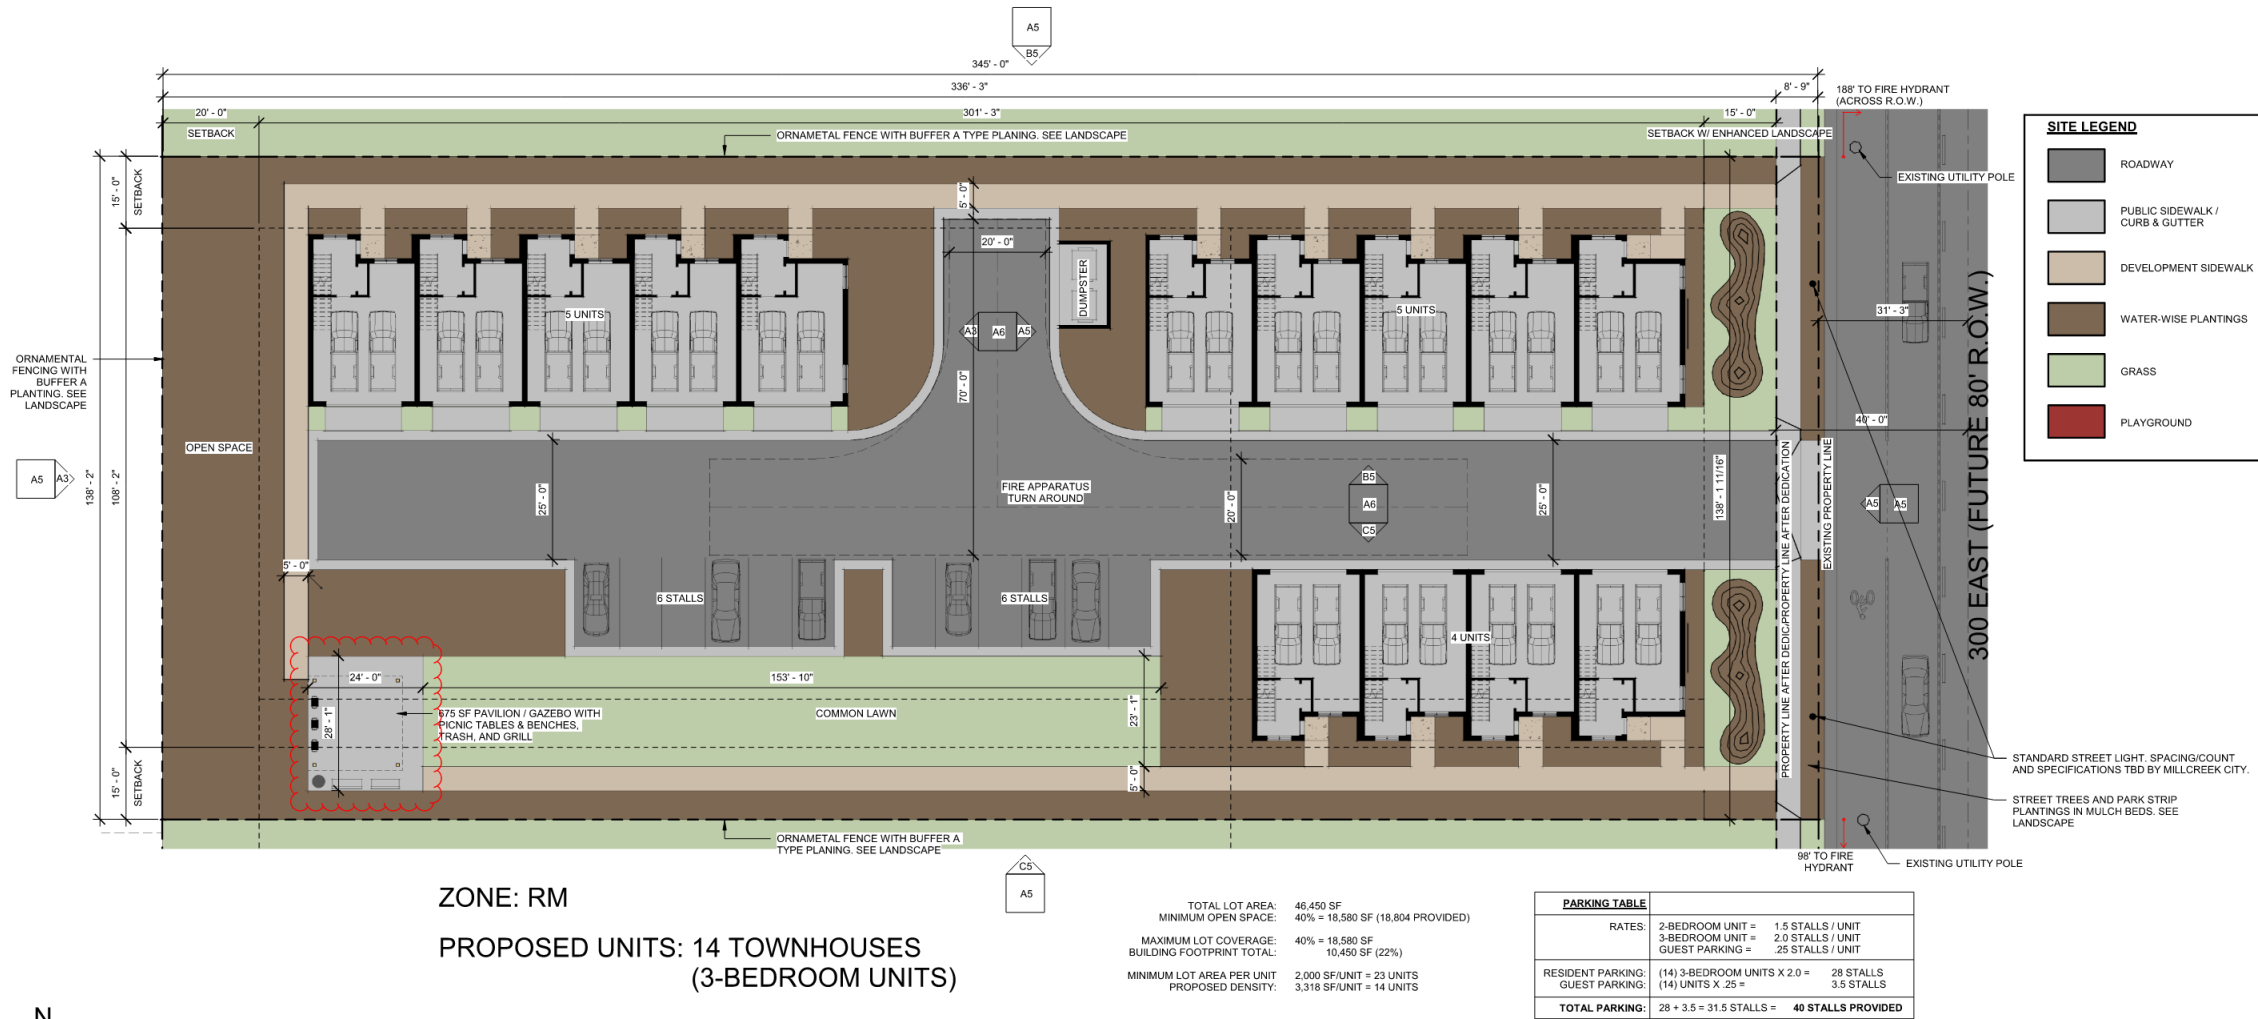 A5
B5
345' - 0"
336' - 3"
8' - 9"
188' TO FIRE HYDRANT
(ACROSS R.O.W.)
20' - 0"
301' - 3"
15' - 0"
SETBACK
ORNAMETAL FENCE WITH BUFFER A TYPE PLANING. SEE LANDSCAPE
SETBACK W/ ENHANCED LANDSCAPE
EXISTING UTILITY POLE
SITE LEGEND
ROADWAY
PUBLIC SIDEWALK /
CURB & GUTTER
DEVELOPMENT SIDEWALK
WATER-WISE PLANTINGS
GRASS
PLAYGROUND
15' - 0"
SETBACK
5' - 0"
20' - 0"
DUMPSTER
5 UNITS
A3
A6
A5
5 UNITS
31' - 3"
ORNAMENTAL
FENCING WITH
BUFFER A
PLANTING. SEE
LANDSCAPE
70' - 0"
40' - 0"
OPEN SPACE
A5
A3
138' - 2"
108' - 2"
25' - 0"
FIRE APPARATUS
TURN AROUND
20' - 0"
B5
A6
C5
25' - 0"
138' - 1 11/16"
PROPERTY LINE AFTER DEDICATION
PROPERTY LINE AFTER DEDIC
EXISTING PROPERTY LINE
A5
A5
300 EAST (FUTURE 80' R.O.W.)
5' - 0"
6 STALLS
6 STALLS
4 UNITS
24' - 0"
153' - 10"
28' - 1"
675 SF PAVILION / GAZEBO WITH
PICNIC TABLES & BENCHES,
TRASH, AND GRILL
COMMON LAWN
23' - 1"
15' - 0"
SETBACK
5' - 0"
STANDARD STREET LIGHT. SPACING/COUNT
AND SPECIFICATIONS TBD BY MILLCREEK CITY.
STREET TREES AND PARK STRIP
PLANTINGS IN MULCH BEDS. SEE
LANDSCAPE
ORNAMETAL FENCE WITH BUFFER A
TYPE PLANING. SEE LANDSCAPE
98' TO FIRE
HYDRANT
EXISTING UTILITY POLE
C5
A5
ZONE: RM
PROPOSED UNITS: 14 TOWNHOUSES
(3-BEDROOM UNITS)
TOTAL LOT AREA: 46,450 SF
MINIMUM OPEN SPACE: 40% = 18,580 SF (18,804 PROVIDED)
MAXIMUM LOT COVERAGE: 40% = 18,580 SF
BUILDING FOOTPRINT TOTAL: 10,450 SF (22%)
MINIMUM LOT AREA PER UNIT 2,000 SF/UNIT = 23 UNITS
PROPOSED DENSITY: 3,318 SF/UNIT = 14 UNITS
PARKING TABLE
RATES: 2-BEDROOM UNIT = 1.5 STALLS / UNIT
3-BEDROOM UNIT = 2.0 STALLS / UNIT
GUEST PARKING = .25 STALLS / UNIT
RESIDENT PARKING: (14) 3-BEDROOM UNITS X 2.0 = 28 STALLS
GUEST PARKING: (14) UNITS X .25 = 3.5 STALLS
TOTAL PARKING: 28 + 3.5 = 31.5 STALLS = 40 STALLS PROVIDED
N